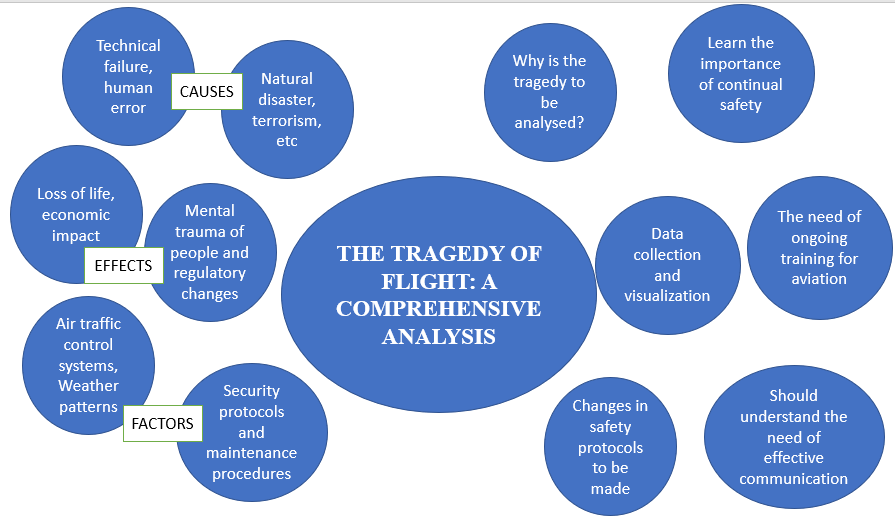 Technical
failure,
human
error
CAUSES
Natural
disaster,
terrorism,
etc
Why is the
tragedy to
be
analysed?
Learn the
importance
of continual
safety
Loss of life,
economic
impact
EFFECTS
Mental
trauma of
people and
regulatory
changes
THE TRAGEDY OF
FLIGHT: A
COMPREHENSIVE
ANALYSIS
Data
collection
and
visualization
The need of
ongoing
training for
aviation
Air traffic
control
systems,
Weather
patterns
FACTORS
Security
protocols
and
maintenance
procedures
Changes in
safety
protocols
to be
made
Should
understand the
need of
effective
communication